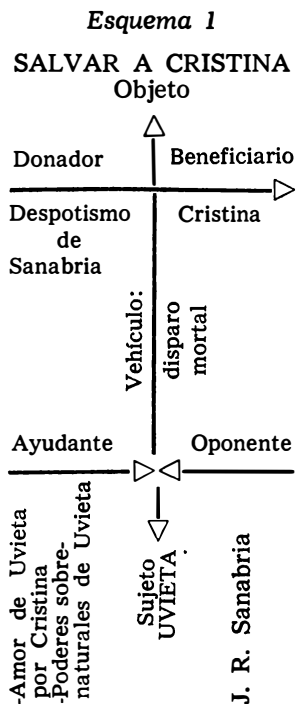 Esquema 1
SALVAR A CRISTINA
Objeto
Donador
Beneficiario
Despotismo
de
Sanabria
Cristina
Vehículo:
disparo
mortal
Ayudante
Oponente
-Amor de Uvieta
por Cristina
-Poderes sobre-
naturales de Uvieta
Sujeto
UVIETA.
J. R. Sanabria